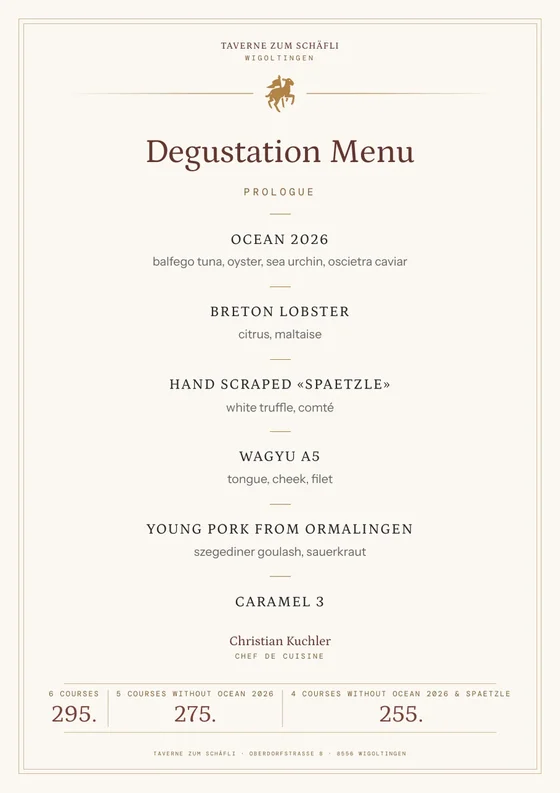 TAVERNE ZUM SCHÄFLI
WIGOLTINGEN
Degustation Menu
PROLOGUE
OCEAN 2026
balfego tuna, oyster, sea urchin, oscietra caviar
BRETON LOBSTER
citrus, maltaise
HAND SCRAPED «SPAETZLE»
white truffle, comté
WAGYU A5
tongue, cheek, filet
YOUNG PORK FROM ORMALINGEN
szegediner goulash, sauerkraut
CARAMEL 3
Christian Kuchler
CHEF DE CUISINE
6 COURSES
295.
5 COURSES WITHOUT OCEAN 2026
275.
4 COURSES WITHOUT OCEAN 2026 & SPAETZLE
255.
TAVERNE ZUM SCHÄFLI · OBERDORFSTRASSE 8 · 8556 WIGOLTINGEN